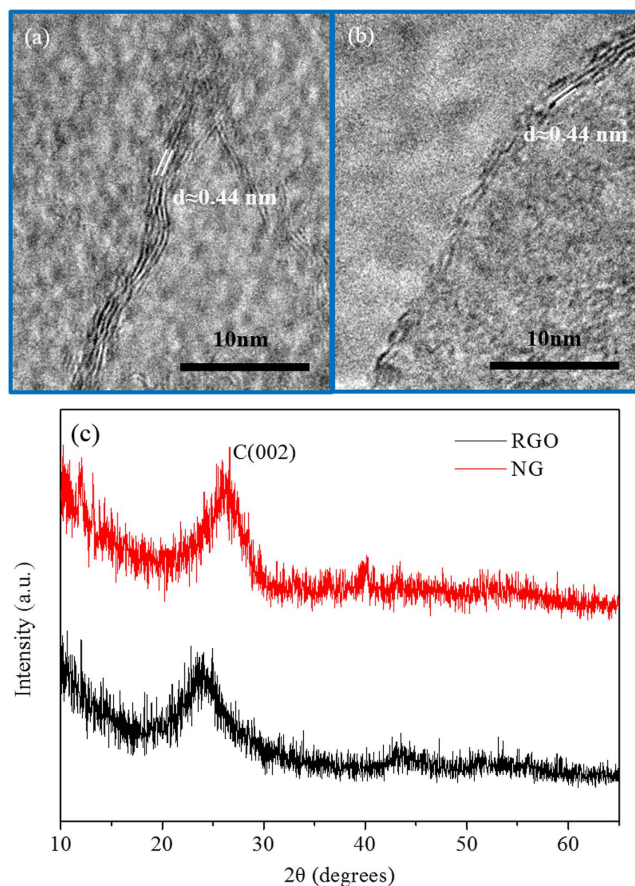 (a)
d≈0.44 nm
10nm
(b)
d≈0.44 nm
10nm
(c)
C(002)
RGO
NG
Intensity (a.u.)
10 20 30 40 50 60
2θ (degrees)